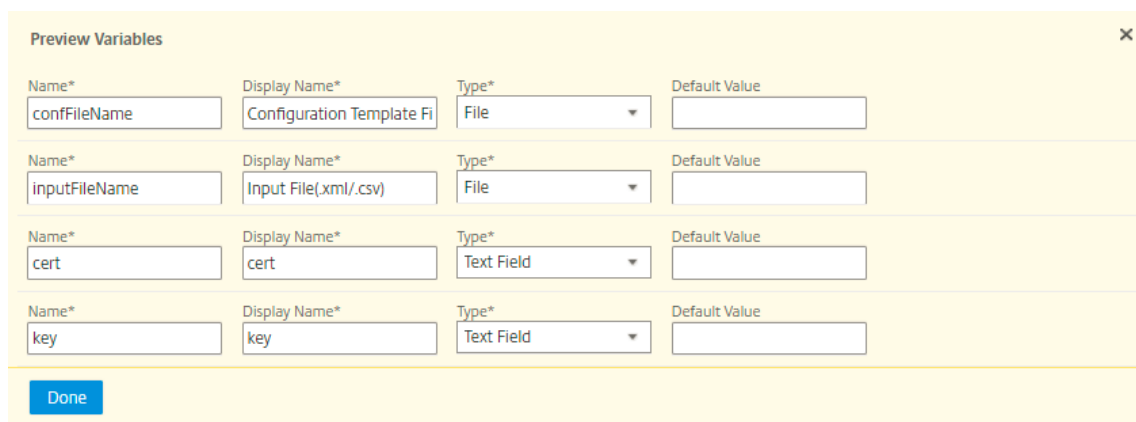 Preview Variables
Name* Display Name* Type* Default Value
confFileName Configuration Template Fi File
Name* Display Name* Type* Default Value
inputFileName Input File(.xml/.csv) File
Name* Display Name* Type* Default Value
cert cert Text Field
Name* Display Name* Type* Default Value
key key Text Field
Done